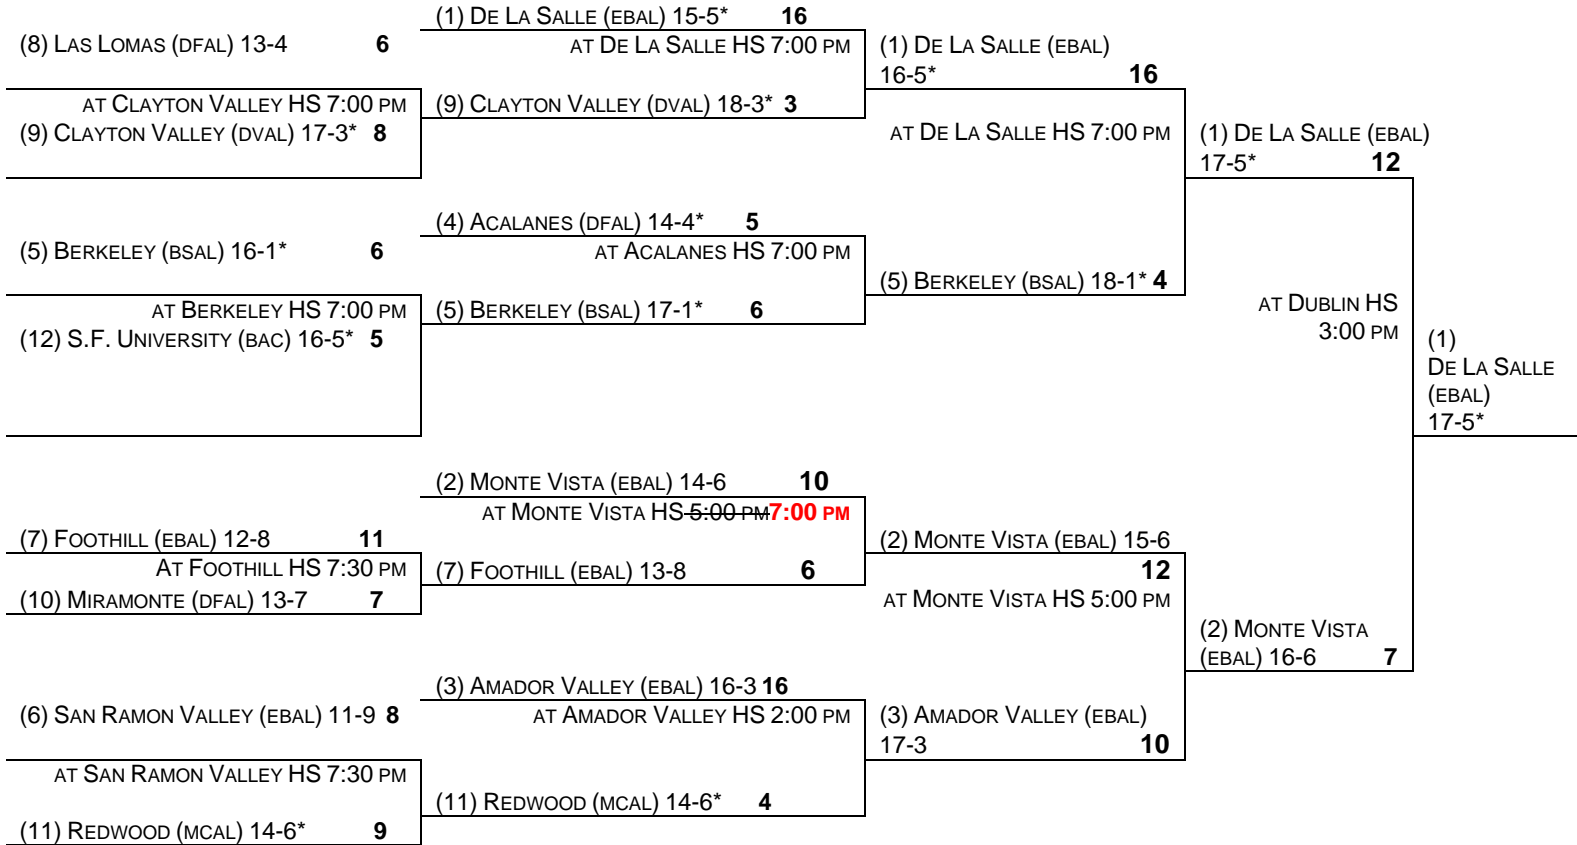 (8) LAS LOMAS (DFAL) 13-4 6
AT CLAYTON VALLEY HS 7:00 PM
(9) CLAYTON VALLEY (DVAL) 17-3* 8
(5) BERKELEY (BSAL) 16-1* 6
AT BERKELEY HS 7:00 PM
(12) S.F. UNIVERSITY (BAC) 16-5* 5
(7) FOOTHILL (EBAL) 12-8 11
AT FOOTHILL HS 7:30 PM
(10) MIRAMONTE (DFAL) 13-7 7
(6) SAN RAMON VALLEY (EBAL) 11-9 8
AT SAN RAMON VALLEY HS 7:30 PM
(11) REDWOOD (MCAL) 14-6* 9
(1) DE LA SALLE (EBAL) 15-5* 16
AT DE LA SALLE HS 7:00 PM
(9) CLAYTON VALLEY (DVAL) 18-3* 3
(4) ACALANES (DFAL) 14-4* 5
AT ACALANES HS 7:00 PM
(5) BERKELEY (BSAL) 17-1* 6
(2) MONTE VISTA (EBAL) 14-6 10
AT MONTE VISTA HS 5:00 PM 7:00 PM
(7) FOOTHILL (EBAL) 13-8 6
(3) AMADOR VALLEY (EBAL) 16-3 16
AT AMADOR VALLEY HS 2:00 PM
(11) REDWOOD (MCAL) 14-6* 4
(1) DE LA SALLE (EBAL)
16-5* 16
AT DE LA SALLE HS 7:00 PM
(5) BERKELEY (BSAL) 18-1* 4
(2) MONTE VISTA (EBAL) 15-6
12
AT MONTE VISTA HS 5:00 PM
(3) AMADOR VALLEY (EBAL)
17-3 10
(1) DE LA SALLE (EBAL)
17-5* 12
AT DUBLIN HS
3:00 PM
(2) MONTE VISTA
(EBAL) 16-6 7
(1)
DE LA SALLE
(EBAL)
17-5*